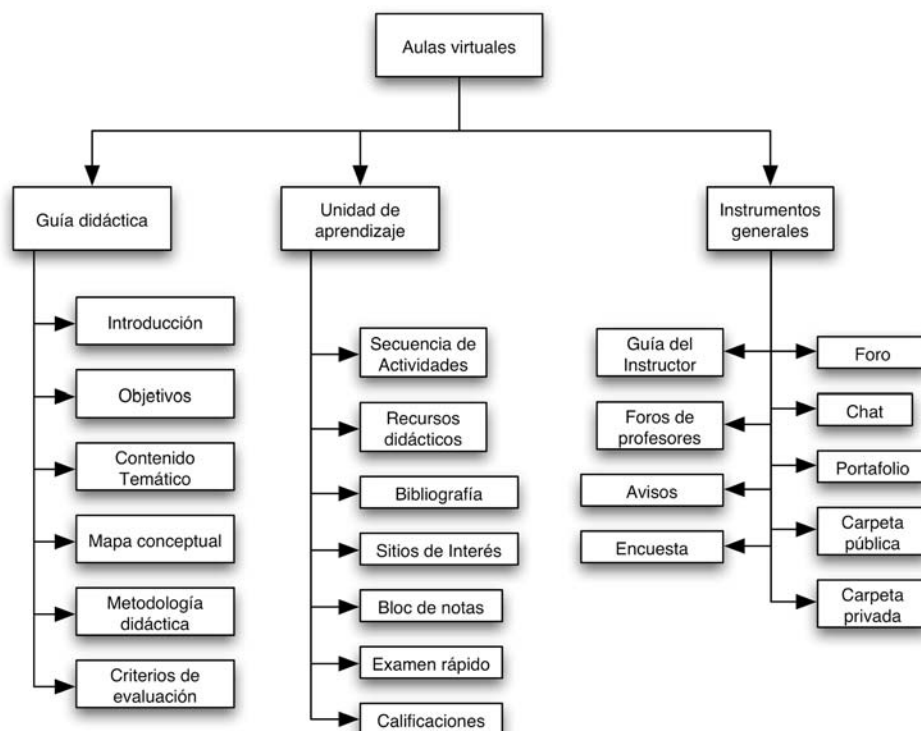 Aulas virtuales
Guía didáctica
Unidad de
aprendizaje
Instrumentos
generales
Introducción
Objetivos
Contenido
Temático
Mapa conceptual
Metodología
didáctica
Criterios de
evaluación
Secuencia de
Actividades
Recursos
didácticos
Bibliografía
Sitios de Interés
Bloc de notas
Examen rápido
Calificaciones
Guía del
Instructor
Foros de
profesores
Avisos
Encuesta
Foro
Chat
Portafolio
Carpeta
pública
Carpeta
privada